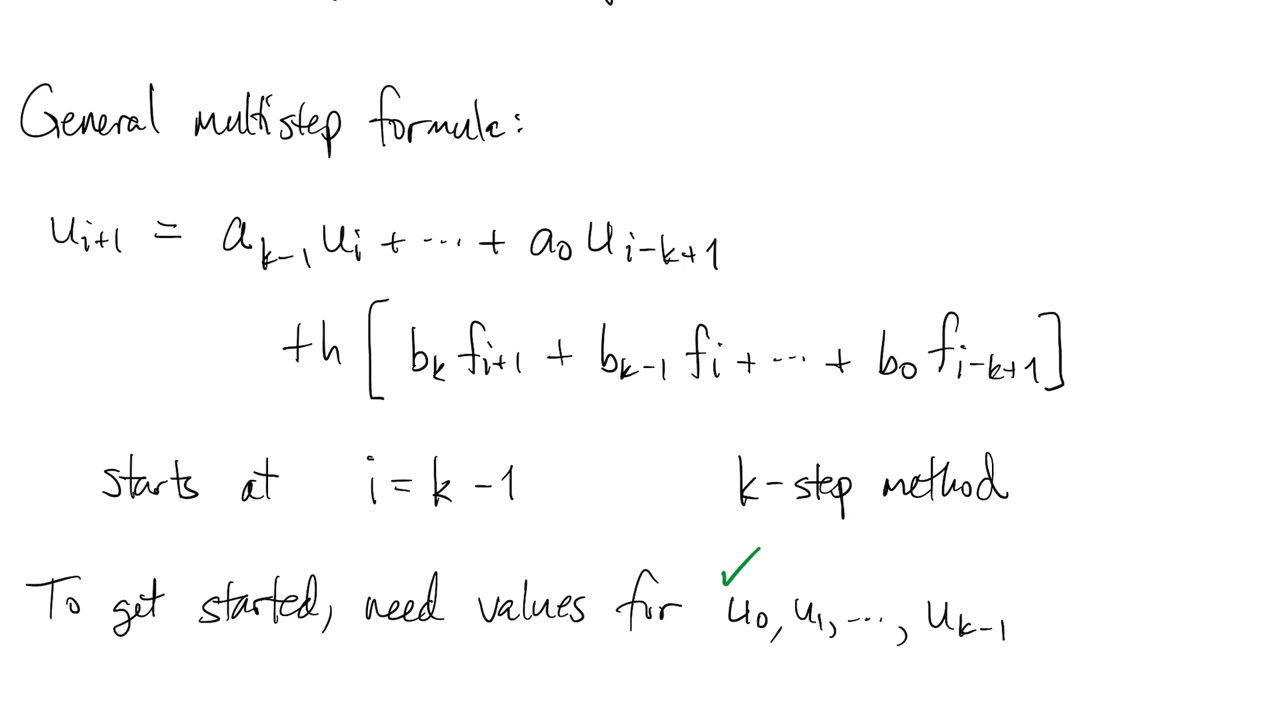 General multistep formula:
u_{i+1} = a_{k-1} u_i + ... + a_0 u_{i-k+1}
+h [ b_k f_{i+1} + b_{k-1} f_i + ... + b_0 f_{i-k+1} ]
starts at i = k - 1 k-step method
To get started, need values for u_0, u_1, ..., u_{k-1}